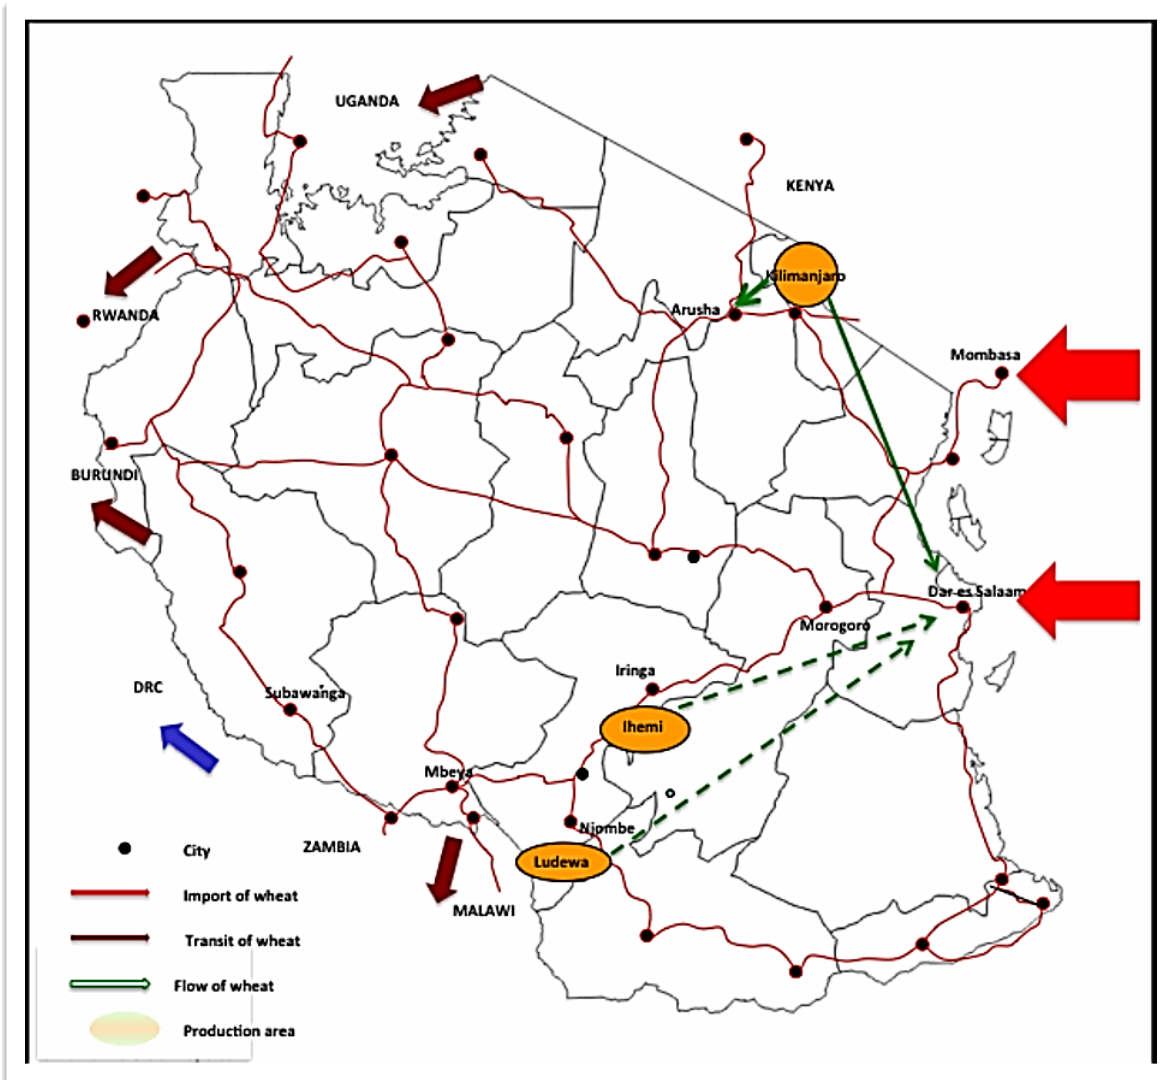 UGANDA
KENYA
Kilimanjaro
Arusha
RWANDA
Mombasa
BURUNDI
Dar es Salaam
Morogoro
Iringa
DRC
Subawanga
Ihemi
Mbeya
Njombe
ZAMBIA
Ludewa
MALAWI
City
Import of wheat
Transit of wheat
Flow of wheat
Production area